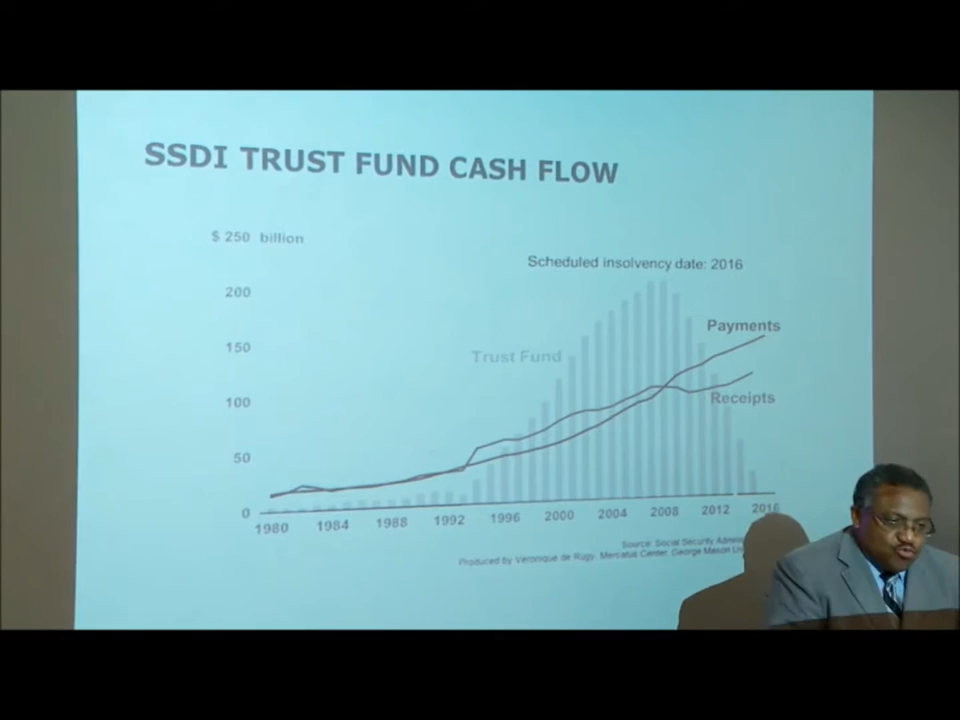 SSDI TRUST FUND CASH FLOW
$ 250 billion
Scheduled insolvency date: 2016
200
Payments
150
Trust Fund
100
Receipts
50
0
1980 1984 1988 1992 1996 2000 2004 2008 2012 2016
Source: Social Security Admini
Produced by Veronique de Rugy, Mercatus Center, George Mason